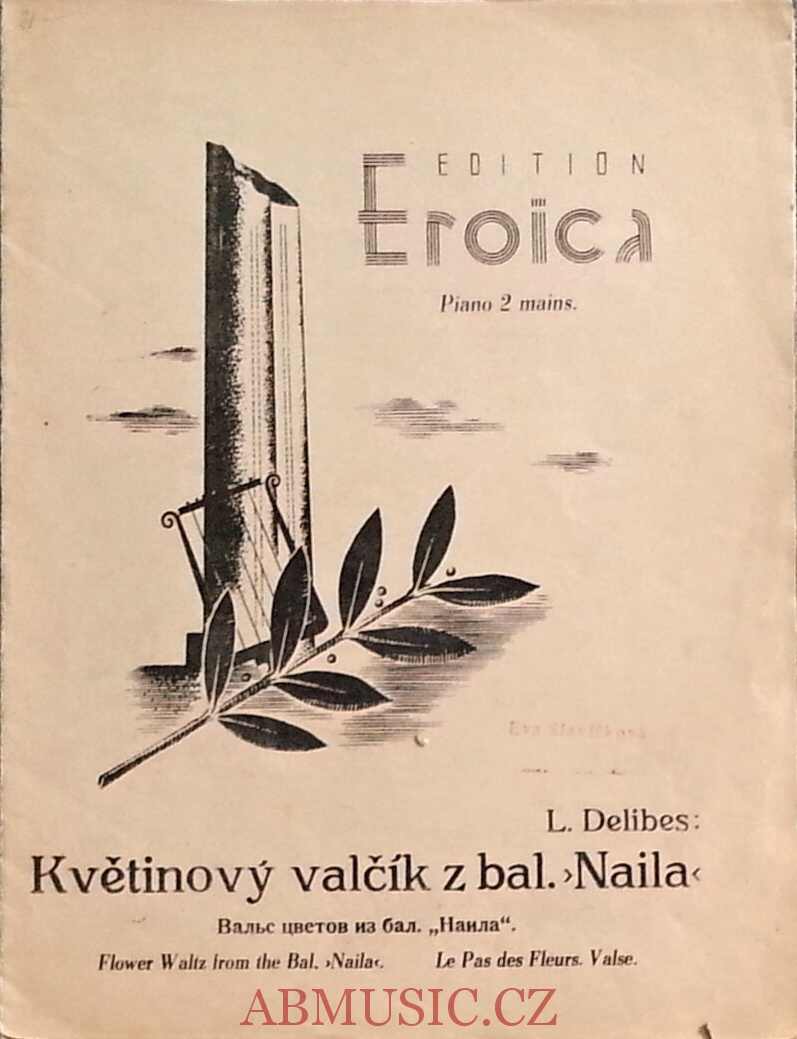 EDITION
Eroïca
Piano 2 mains.
L. Delibes:
Květinový valčík z bal. ›Naila‹
Вальс цветов из бал. „Наила“.
Flower Waltz from the Bal. ›Naila‹. Le Pas des Fleurs. Valse.
ABMUSIC.CZ